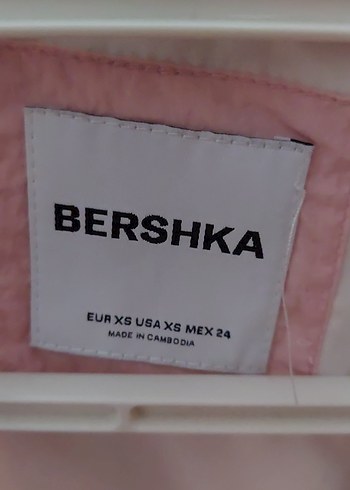 BERSHKA
EUR XS USA XS MEX 24
MADE IN CAMBODIA